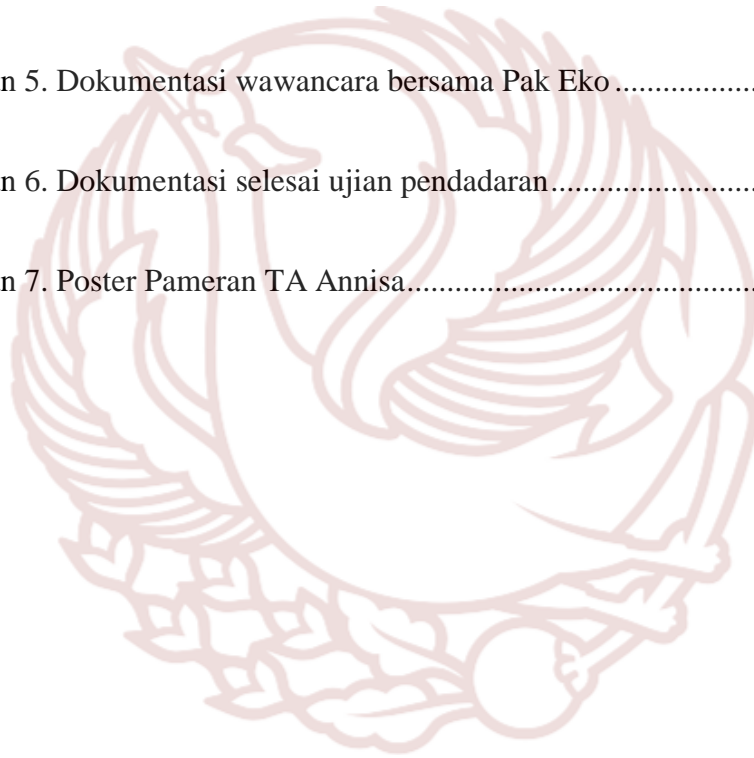 n 5. Dokumentasi wawancara bersama Pak Eko..................
n 6. Dokumentasi selesai ujian pendadaran..........................
n 7. Poster Pameran TA Annisa............................................